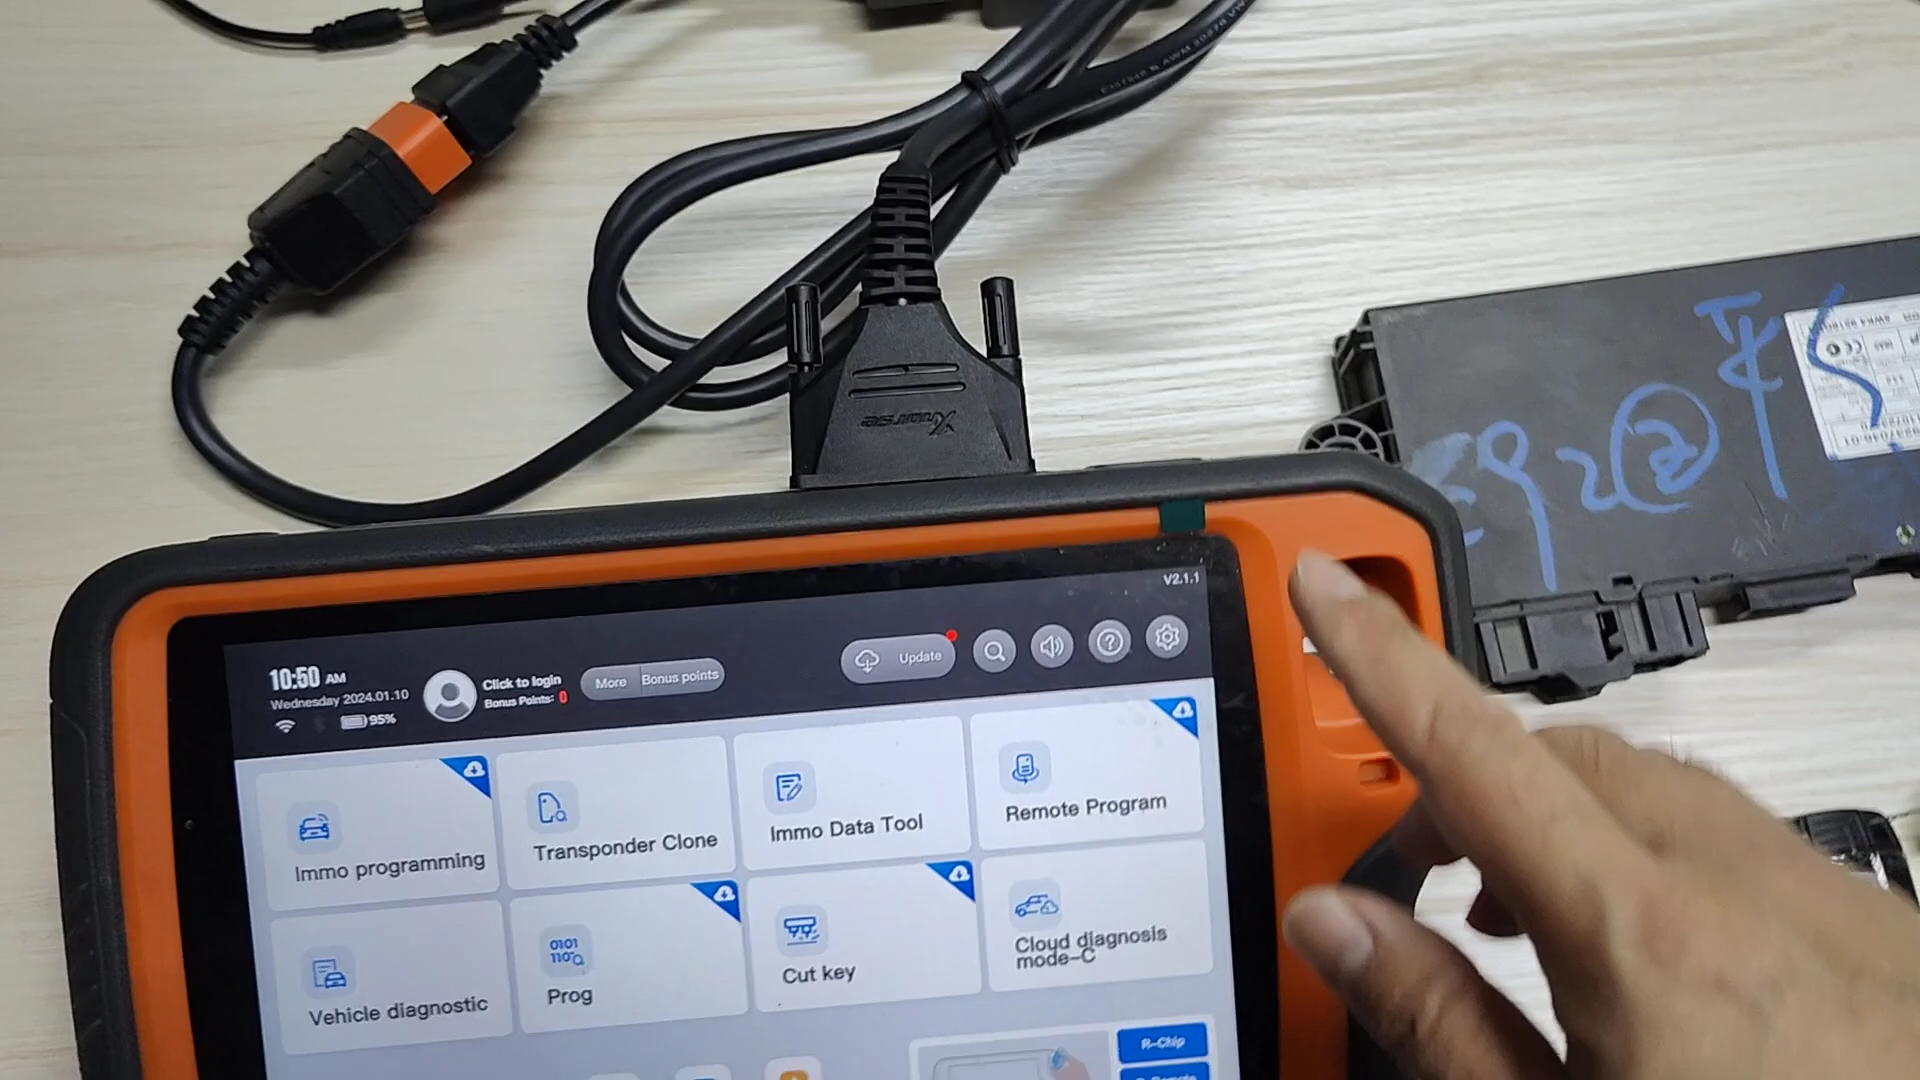 Xhorse
V2.1.1
10:50 AM
Wednesday 2024.01.10
95%
Click to login
Bonus Points: 0
More
Bonus points
Update
Immo programming
Transponder Clone
Immo Data Tool
Remote Program
Vehicle diagnostic
0101
110
Prog
Cut key
Cloud diagnosis
mode-C
R-Chip